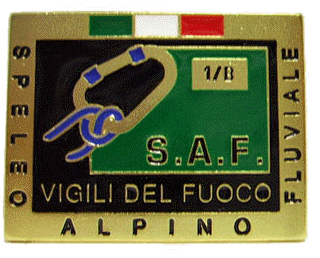 SPELEO
1/B
S.A.F.
VIGILI DEL FUOCO
ALPINO
FLUVIALE